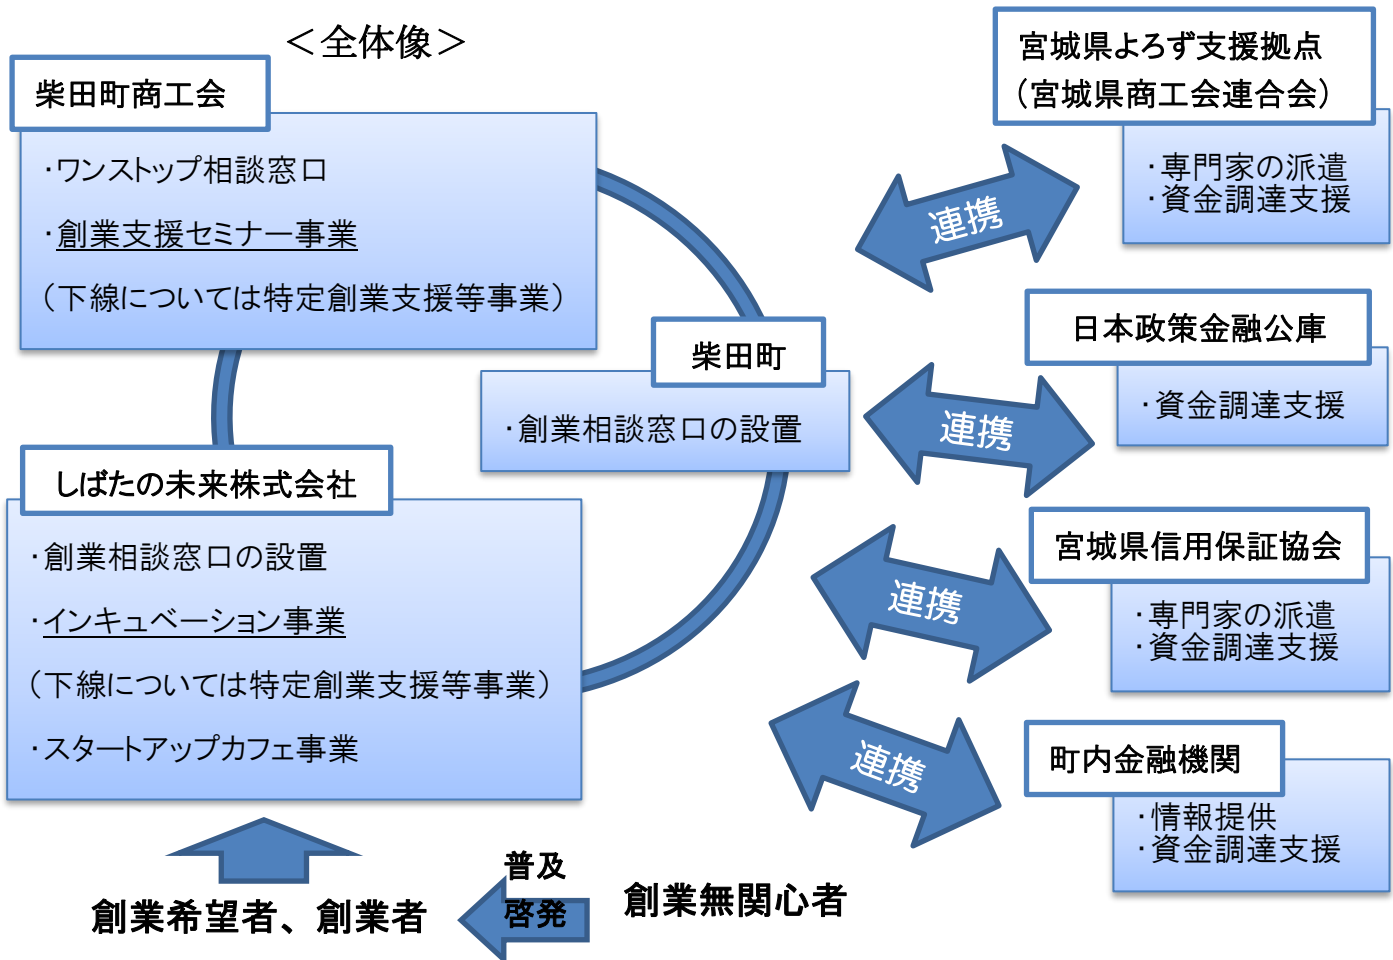 ＜全体像＞
柴田町商工会
・ワンストップ相談窓口
・創業支援セミナー事業
（下線については特定創業支援等事業）
柴田町
・創業相談窓口の設置
しばたの未来株式会社
・創業相談窓口の設置
・インキュベーション事業
（下線については特定創業支援等事業）
・スタートアップカフェ事業
創業希望者、創業者
普及
啓発
創業無関心者
連携
宮城県よろず支援拠点
（宮城県商工会連合会）
・専門家の派遣
・資金調達支援
連携
日本政策金融公庫
・資金調達支援
連携
宮城県信用保証協会
・専門家の派遣
・資金調達支援
連携
町内金融機関
・情報提供
・資金調達支援